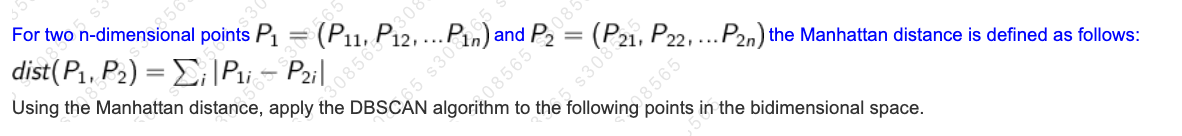 For two n-dimensional points P₁ = (P₁₁, P₁₂, ...P₁ₙ) and P₂ = (P₂₁, P₂₂, ...P₂ₙ) the Manhattan distance is defined as follows:
dist(P₁, P₂) = ∑ᵢ |P₁ᵢ − P₂ᵢ|
Using the Manhattan distance, apply the DBSCAN algorithm to the following points in the bidimensional space.